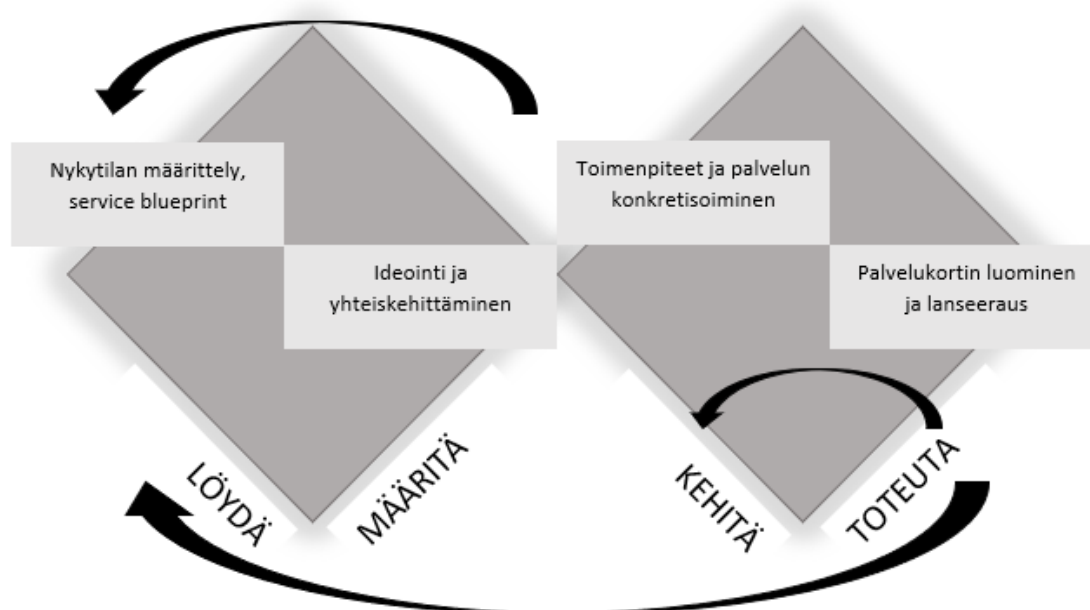 Nykytilan määrittely,
service blueprint
Ideointi ja
yhteiskehittäminen
Toimenpiteet ja palvelun
konkretisoiminen
Palvelukortin luominen
ja lanseeraus
LÖYDÄ
MÄÄRITÄ
KEHITÄ
TOTEUTA